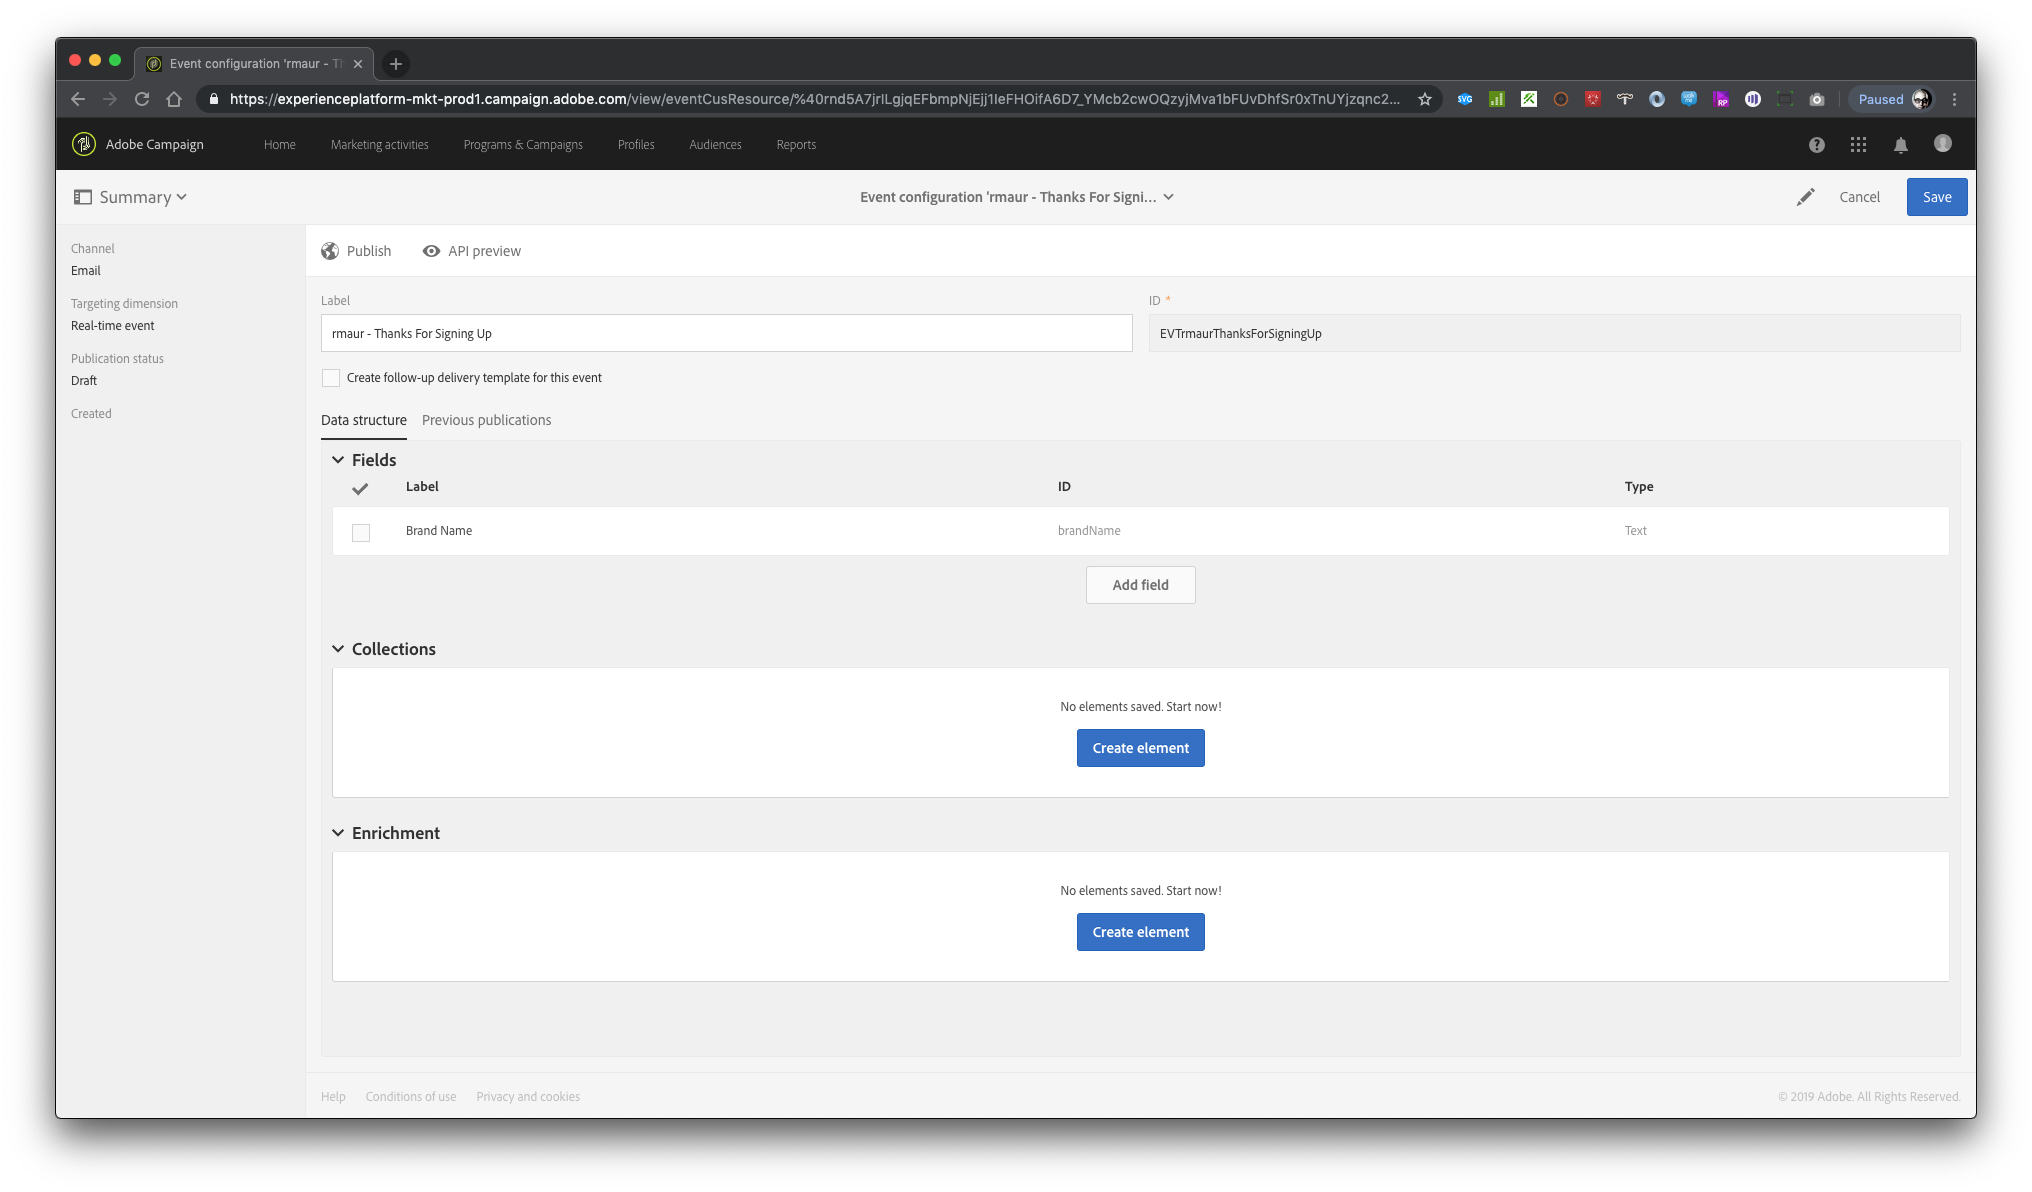 Event configuration 'rmaur - Th
https://experienceplatform-mkt-prod1.campaign.adobe.com/view/eventCusResource/%40rnd5A7jrlLgjqEFbmpNjEjj1IeFHOifA6D7_YMcb2cwOQzyjMva1bFUvDhfSr0xTnUYjzqnc2...
SVG
RP
Paused
Adobe Campaign
Home
Marketing activities
Programs & Campaigns
Profiles
Audiences
Reports
Summary
Event configuration 'rmaur - Thanks For Signi...
Cancel
Save
Channel
Email
Targeting dimension
Real-time event
Publication status
Draft
Created
Publish
API preview
Label
ID *
rmaur - Thanks For Signing Up
EVTrmaurThanksForSigningUp
Create follow-up delivery template for this event
Data structure
Previous publications
Fields
Label
ID
Type
Brand Name
brandName
Text
Add field
Collections
No elements saved. Start now!
Create element
Enrichment
No elements saved. Start now!
Create element
Help
Conditions of use
Privacy and cookies
© 2019 Adobe. All Rights Reserved.